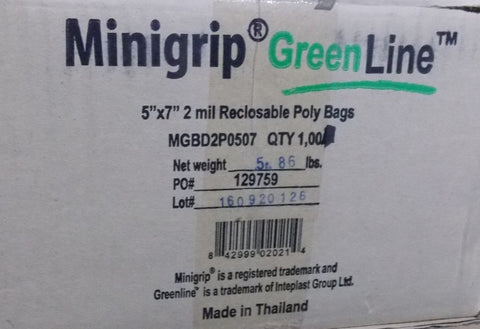 Minigrip® GreenLine™
5"x7" 2 mil Reclosable Poly Bags
MGBD2P0507 QTY 1,00
Net weight 5.86 lbs.
PO# 129759
Lot# 160920126
8 42999 02021 4
Minigrip® is a registered trademark and
Greenline™ is a trademark of Inteplast Group Ltd.
Made in Thailand